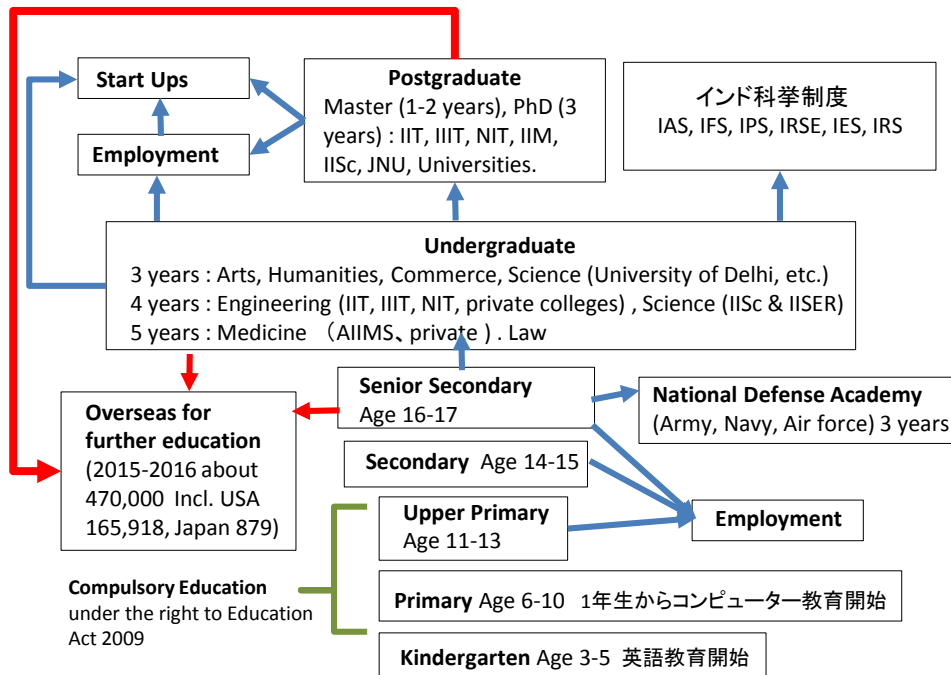 Start Ups
Employment
Postgraduate
Master (1-2 years), PhD (3
years) : IIT, IIIT, NIT, IIM,
IISc, JNU, Universities.
インド科挙制度
IAS, IFS, IPS, IRSE, IES, IRS
Undergraduate
3 years : Arts, Humanities, Commerce, Science (University of Delhi, etc.)
4 years : Engineering (IIT, IIIT, NIT, private colleges) , Science (IISc & IISER)
5 years : Medicine （AIIMS、private ) . Law
Overseas for
further education
(2015-2016 about
470,000 Incl. USA
165,918, Japan 879)
Senior Secondary
Age 16-17
National Defense Academy
(Army, Navy, Air force) 3 years
Secondary Age 14-15
Upper Primary
Age 11-13
Employment
Compulsory Education
under the right to Education
Act 2009
Primary Age 6-10 1年生からコンピューター教育開始
Kindergarten Age 3-5 英語教育開始